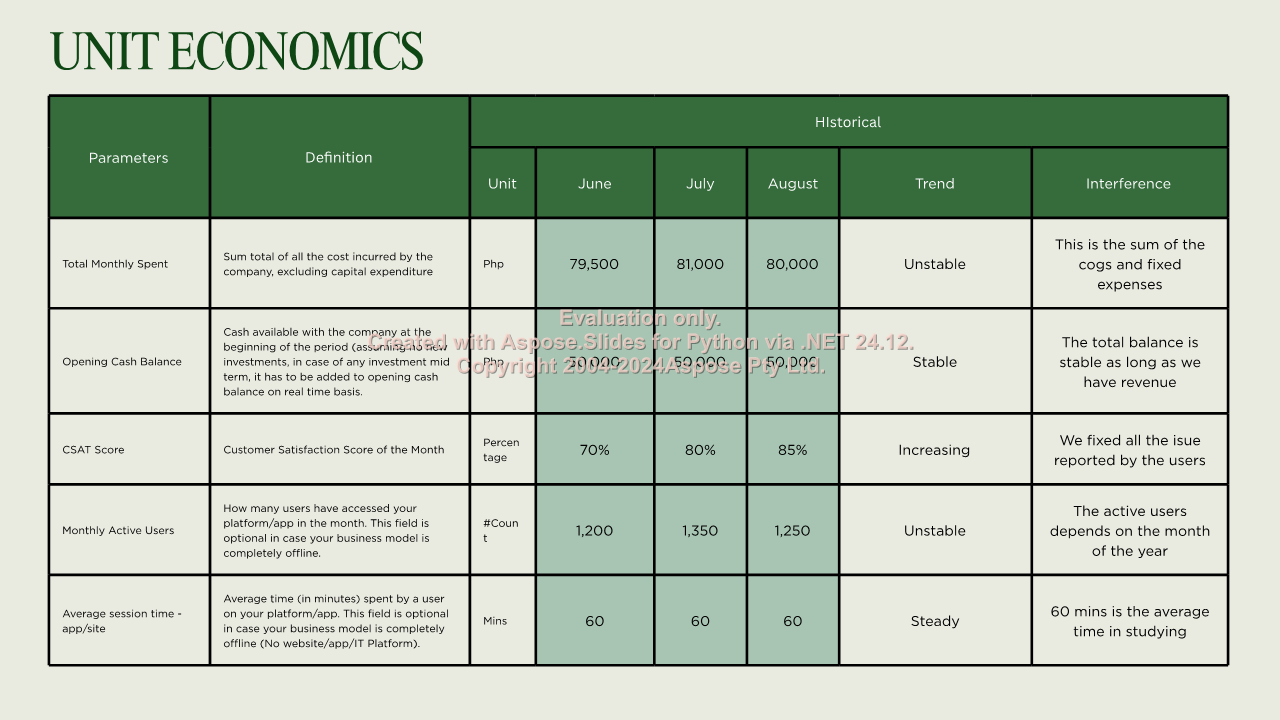 UNIT ECONOMICS
Parameters
Definition
HIstorical
Unit
June
July
August
Trend
Interference
Total Monthly Spent
Sum total of all the cost incurred by the
company, excluding capital expenditure
Php
79,500
81,000
80,000
Unstable
This is the sum of the
cogs and fixed
expenses
Opening Cash Balance
Cash available with the company at the
beginning of the period (assuming no new
investments, in case of any investment mid
term, it has to be added to opening cash
balance on real time basis.
Php
50,000
50,000
50,000
Stable
The total balance is
stable as long as we
have revenue
Evaluation only.
Created with Aspose.Slides for Python via .NET 24.12.
Copyright 2004-2024Aspose Pty Ltd.
CSAT Score
Customer Satisfaction Score of the Month
Percen
tage
70%
80%
85%
Increasing
We fixed all the isue
reported by the users
Monthly Active Users
How many users have accessed your
platform/app in the month. This field is
optional in case your business model is
completely offline.
#Coun
t
1,200
1,350
1,250
Unstable
The active users
depends on the month
of the year
Average session time -
app/site
Average time (in minutes) spent by a user
on your platform/app. This field is optional
in case your business model is completely
offline (No website/app/IT Platform).
Mins
60
60
60
Steady
60 mins is the average
time in studying